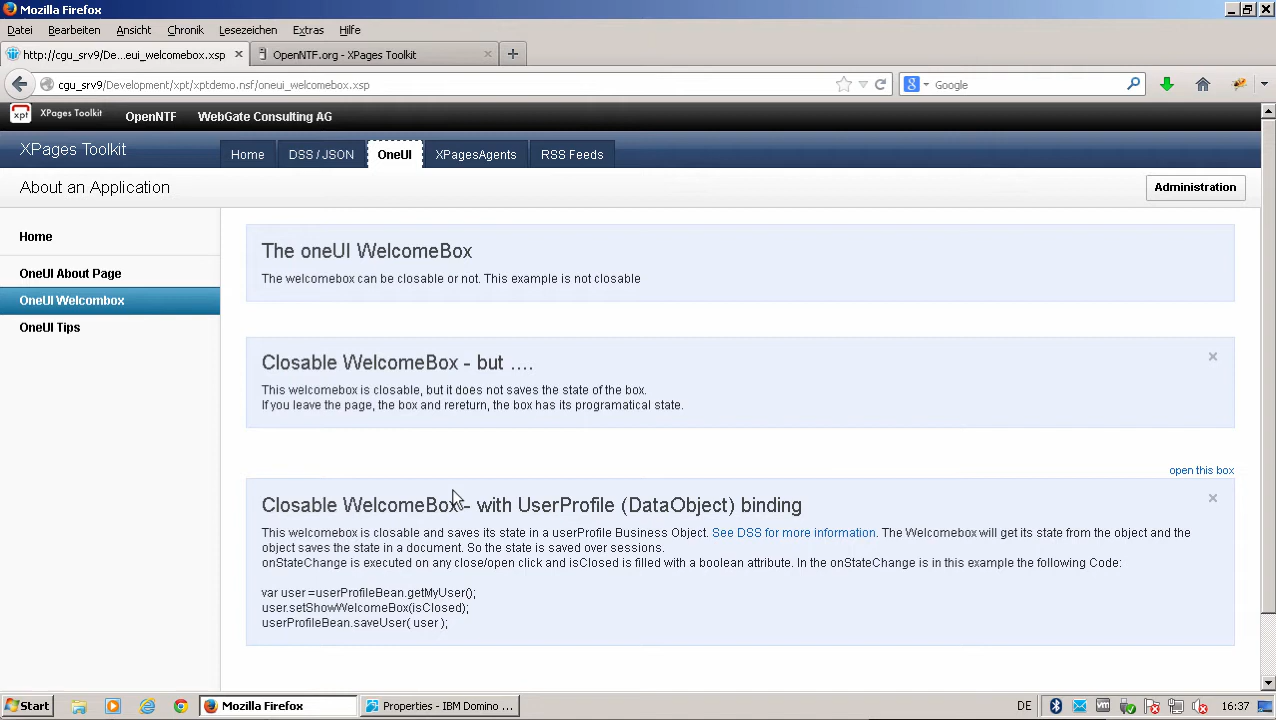 Mozilla Firefox
Datei Bearbeiten Ansicht Chronik Lesezeichen Extras Hilfe
http://cgu_srv9/De...eui_welcomebox.xsp OpenNTF.org - XPages Toolkit
cgu_srv9/Development/xpt/xptdemo.nsf/oneui_welcomebox.xsp Google
xpt XPages Toolkit OpenNTF WebGate Consulting AG
XPages Toolkit Home DSS / JSON OneUI XPagesAgents RSS Feeds
About an Application Administration
Home
OneUI About Page
OneUI Welcombox
OneUI Tips
The oneUI WelcomeBox
The welcomebox can be closable or not. This example is not closable
Closable WelcomeBox - but ....
This welcomebox is closable, but it does not saves the state of the box.
If you leave the page, the box and rereturn, the box has its programatical state.
open this box
Closable WelcomeBox - with UserProfile (DataObject) binding
This welcomebox is closable and saves its state in a userProfile Business Object. See DSS for more information. The Welcomebox will get its state from the object and the
object saves the state in a document. So the state is saved over sessions.
onStateChange is executed on any close/open click and isClosed is filled with a boolean attribute. In the onStateChange is in this example the following Code:
var user =userProfileBean.getMyUser();
user.setShowWelcomeBox(isClosed);
userProfileBean.saveUser( user );
Start Mozilla Firefox Properties - IBM Domino ... DE 16:37